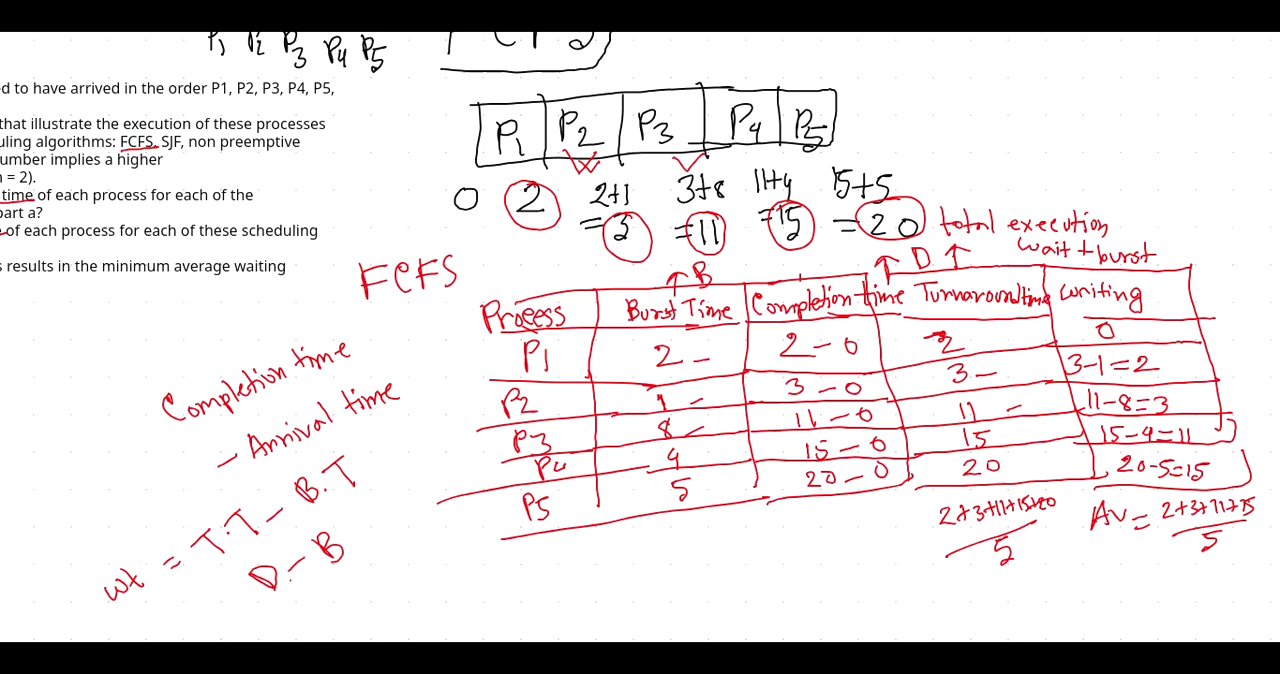 P1 P2 P3 P4 P5
d to have arrived in the order P1, P2, P3, P4, P5,
that illustrate the execution of these processes
uling algorithms: FCFS, SJF, non preemptive
umber implies a higher
n = 2).
time of each process for each of the
part a?
of each process for each of these scheduling
s results in the minimum average waiting
P1 P2 P3 P4 P5
0 2 2+1 3+8 11+4 15+5
=3 =11 =15 =20 total execution
wait + burst
FCFS
B D
Process Burst Time Completion time Turnaround time writing
P1 2 - 2-0 2 0
P2 1 - 3-0 3- 3-1=2
P3 8 - 11-0 11 - 11-8=3
P4 4 15-0 15 15-4=11
P5 5 20-0 20 20-5=15
2+3+11+15+20
5
Av = 2+3+11+15
5
Completion time
- Arrival time
wt = T.T - B.T
D - B